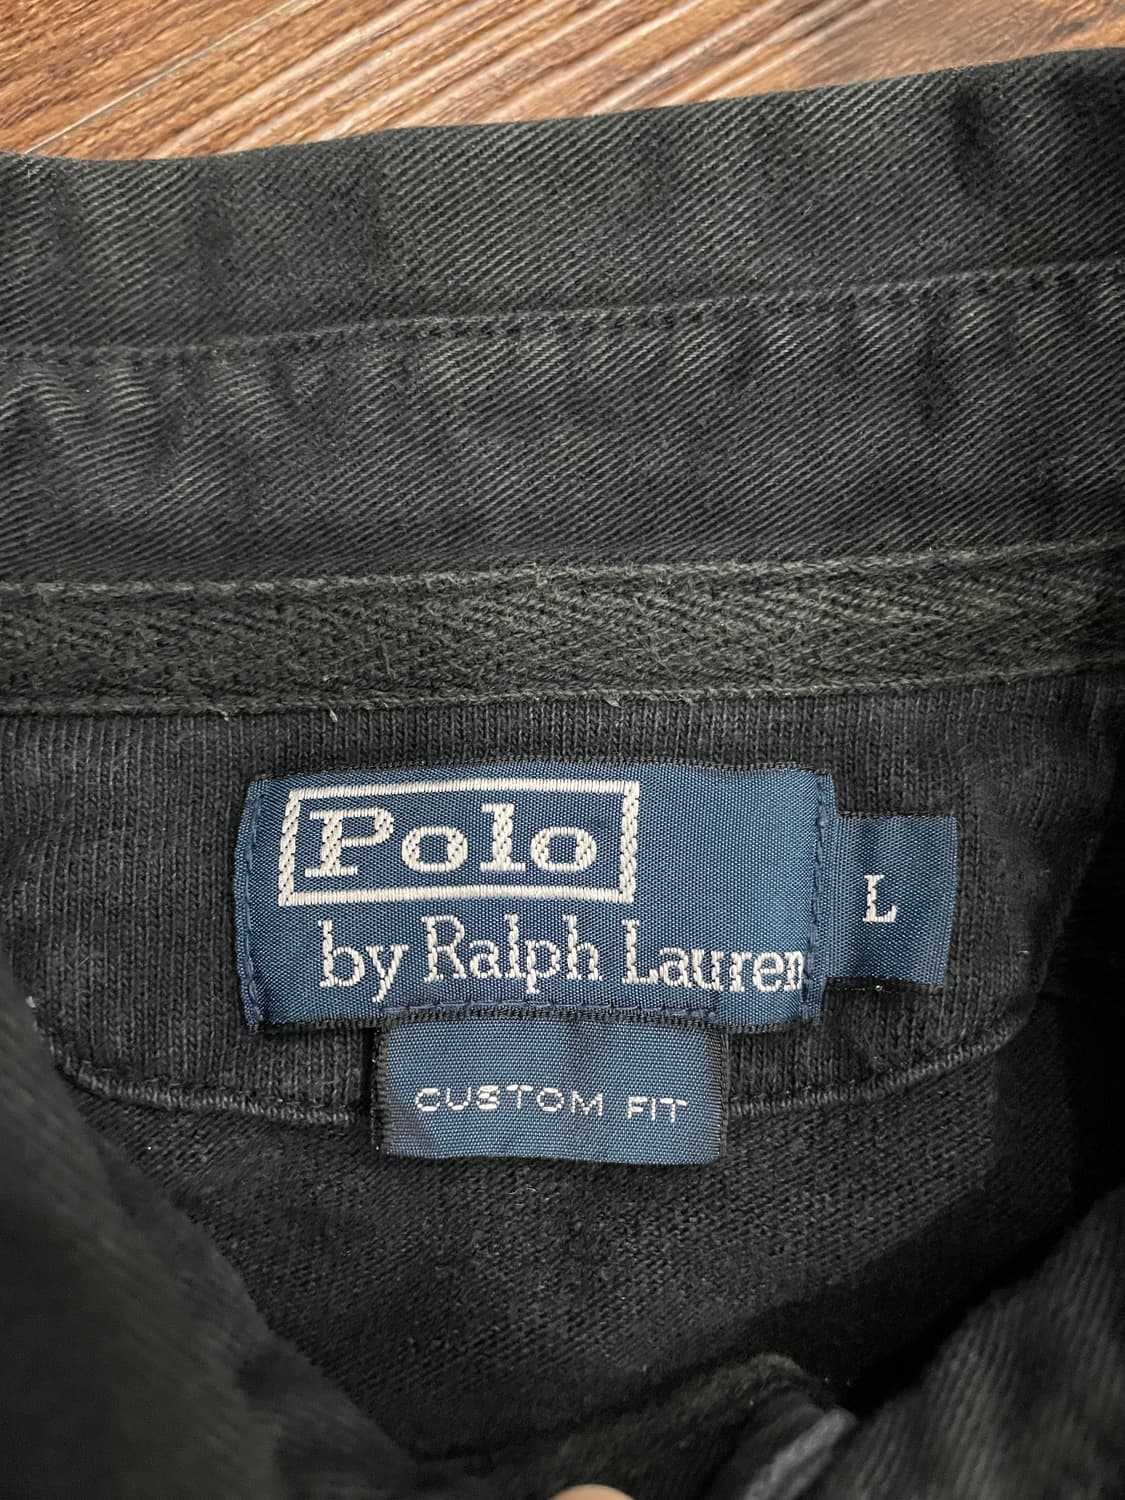 Polo
by Ralph Lauren
L
CUSTOM FIT